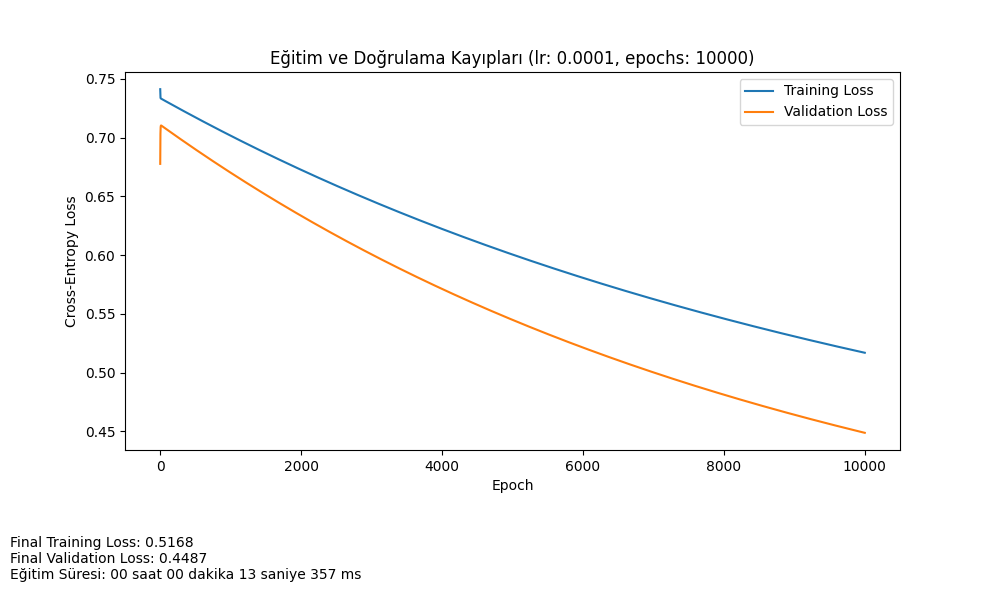 Eğitim ve Doğrulama Kayıpları (lr: 0.0001, epochs: 10000)
Training Loss
Validation Loss
Cross-Entropy Loss
0.75
0.70
0.65
0.60
0.55
0.50
0.45
0 2000 4000 6000 8000 10000
Epoch
Final Training Loss: 0.5168
Final Validation Loss: 0.4487
Eğitim Süresi: 00 saat 00 dakika 13 saniye 357 ms